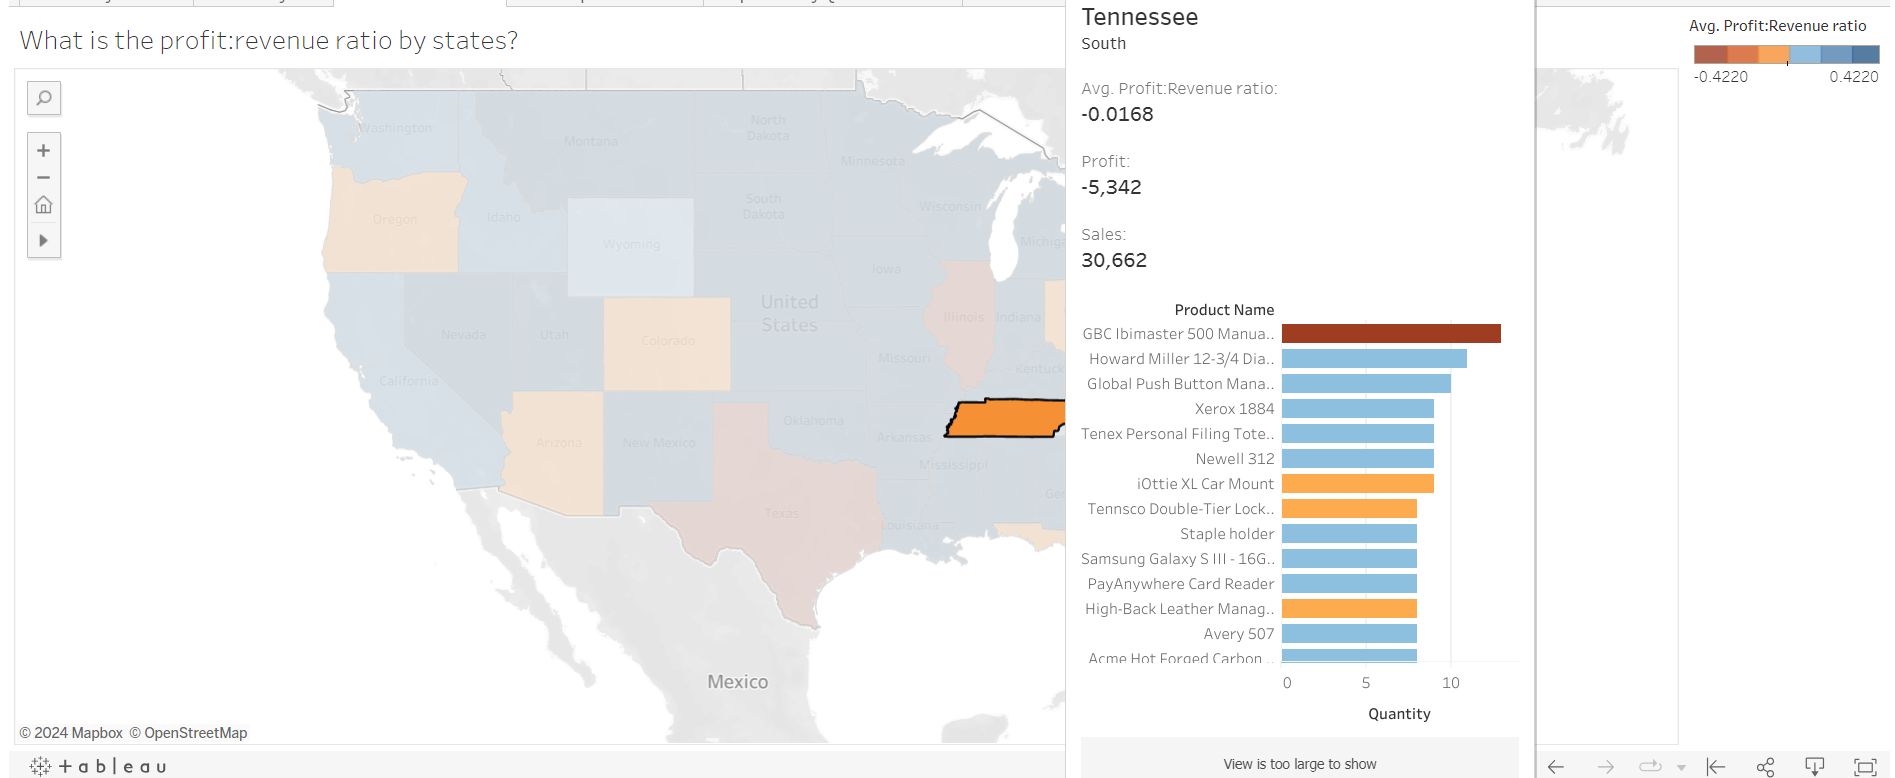 What is the profit:revenue ratio by states?
Washington
Montana
North
Dakota
Minnesota
Oregon
Idaho
South
Dakota
Wisconsin
Wyoming
Michig
Iowa
United
States
Nevada
Utah
Colorado
Illinois
Indiana
Missouri
Kentuck
California
Arizona
New Mexico
Oklahoma
Arkansas
Mississippi
Geo
Texas
Louisiana
Mexico
© 2024 Mapbox © OpenStreetMap
Tennessee
South
Avg. Profit:Revenue ratio:
-0.0168
Profit:
-5,342
Sales:
30,662
Product Name
GBC Ibimaster 500 Manua..
Howard Miller 12-3/4 Dia..
Global Push Button Mana..
Xerox 1884
Tenex Personal Filing Tote..
Newell 312
iOttie XL Car Mount
Tennsco Double-Tier Lock..
Staple holder
Samsung Galaxy S III - 16G..
PayAnywhere Card Reader
High-Back Leather Manag..
Avery 507
Acme Hot Forged Carbon ..
0 5 10
Quantity
View is too large to show
Avg. Profit:Revenue ratio
-0.4220 0.4220
+ a b | e a u